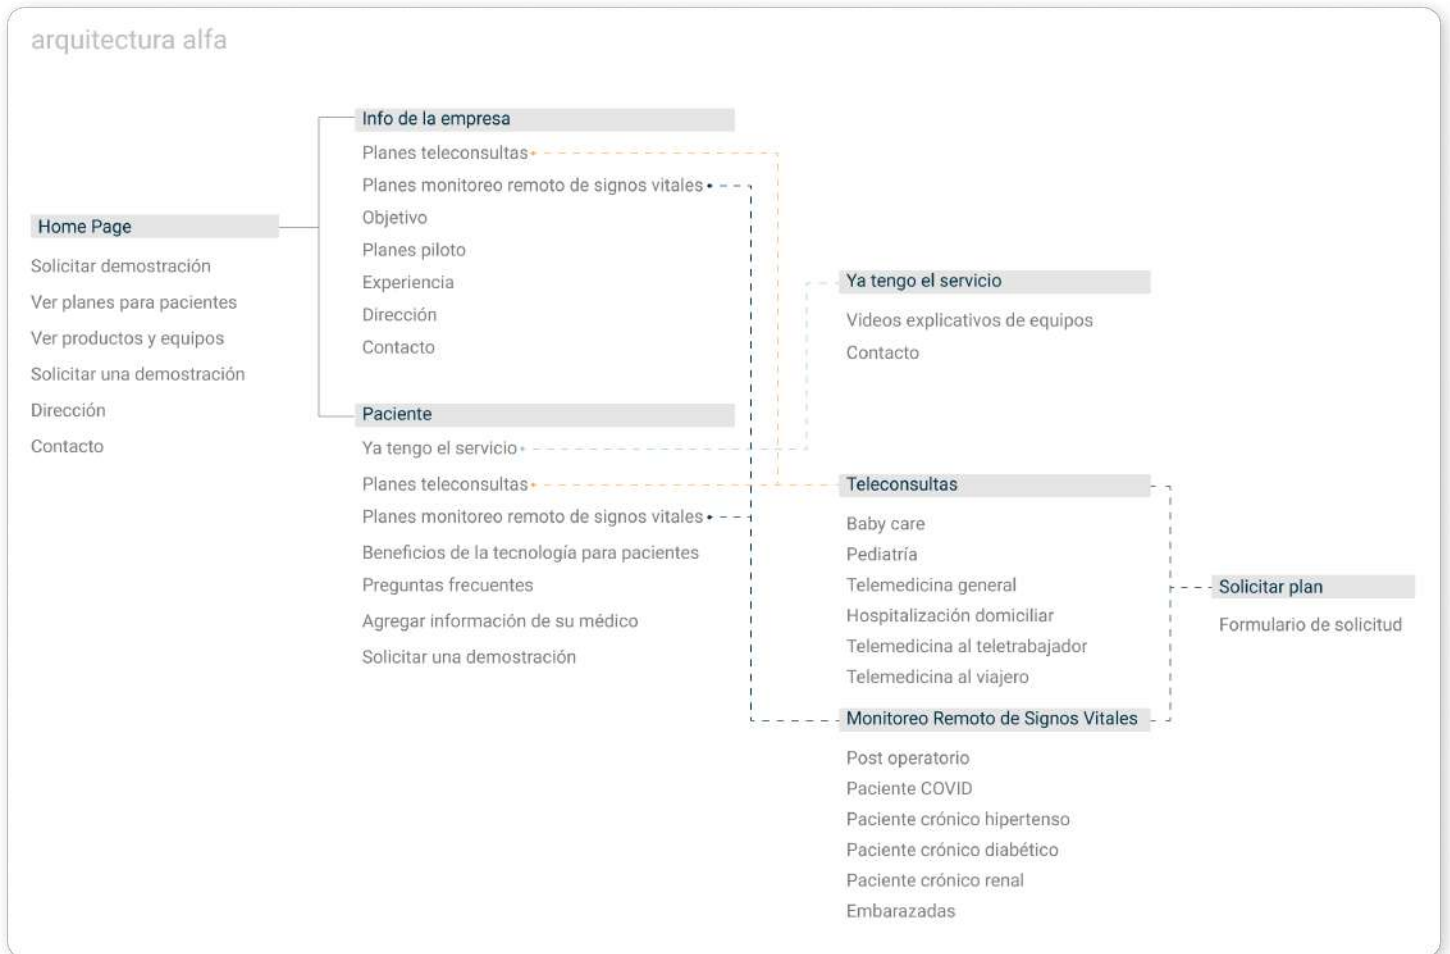 arquitectura alfa
Home Page
Solicitar demostración
Ver planes para pacientes
Ver productos y equipos
Solicitar una demostración
Dirección
Contacto
Info de la empresa
Planes teleconsultas
Planes monitoreo remoto de signos vitales
Objetivo
Planes piloto
Experiencia
Dirección
Contacto
Paciente
Ya tengo el servicio
Planes teleconsultas
Planes monitoreo remoto de signos vitales
Beneficios de la tecnología para pacientes
Preguntas frecuentes
Agregar información de su médico
Solicitar una demostración
Ya tengo el servicio
Videos explicativos de equipos
Contacto
Teleconsultas
Baby care
Pediatría
Telemedicina general
Hospitalización domiciliar
Telemedicina al teletrabajador
Telemedicina al viajero
Monitoreo Remoto de Signos Vitales
Post operatorio
Paciente COVID
Paciente crónico hipertenso
Paciente crónico diabético
Paciente crónico renal
Embarazadas
Solicitar plan
Formulario de solicitud